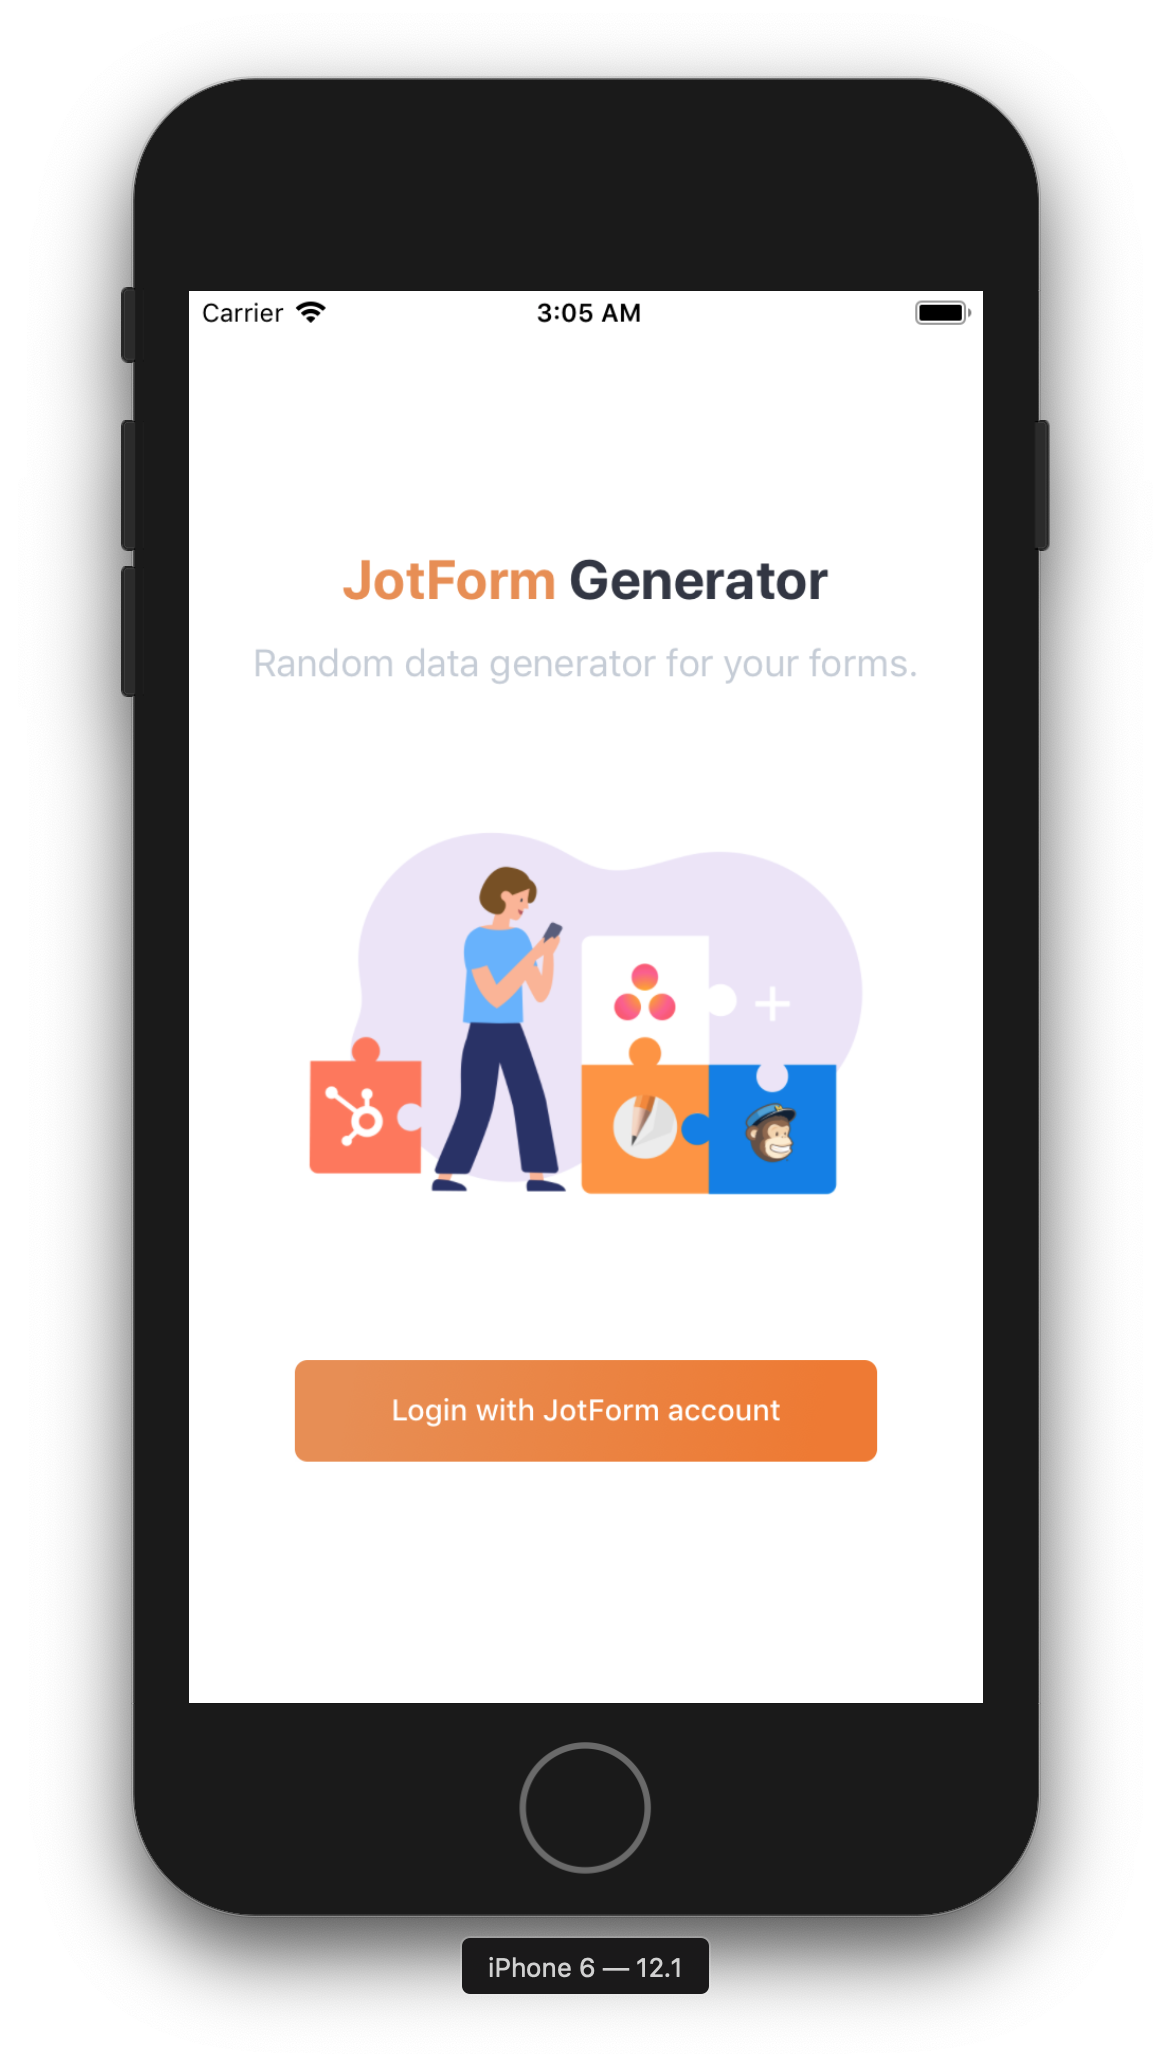 Carrier 3:05 AM
JotForm Generator
Random data generator for your forms.
Login with JotForm account
iPhone 6 — 12.1